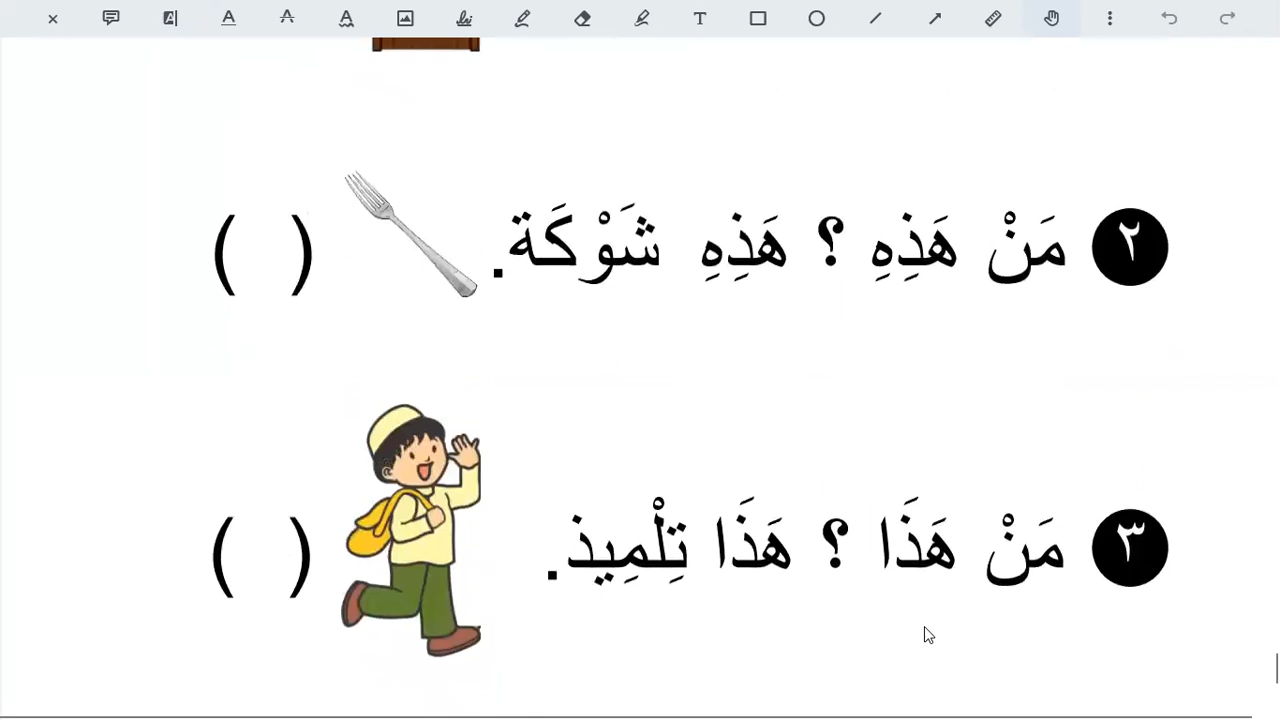 ٢ مَنْ هَذِهِ ؟ هَذِهِ شَوْكَة. ( )
٣ مَنْ هَذَا ؟ هَذَا تِلْمِيذ. ( )